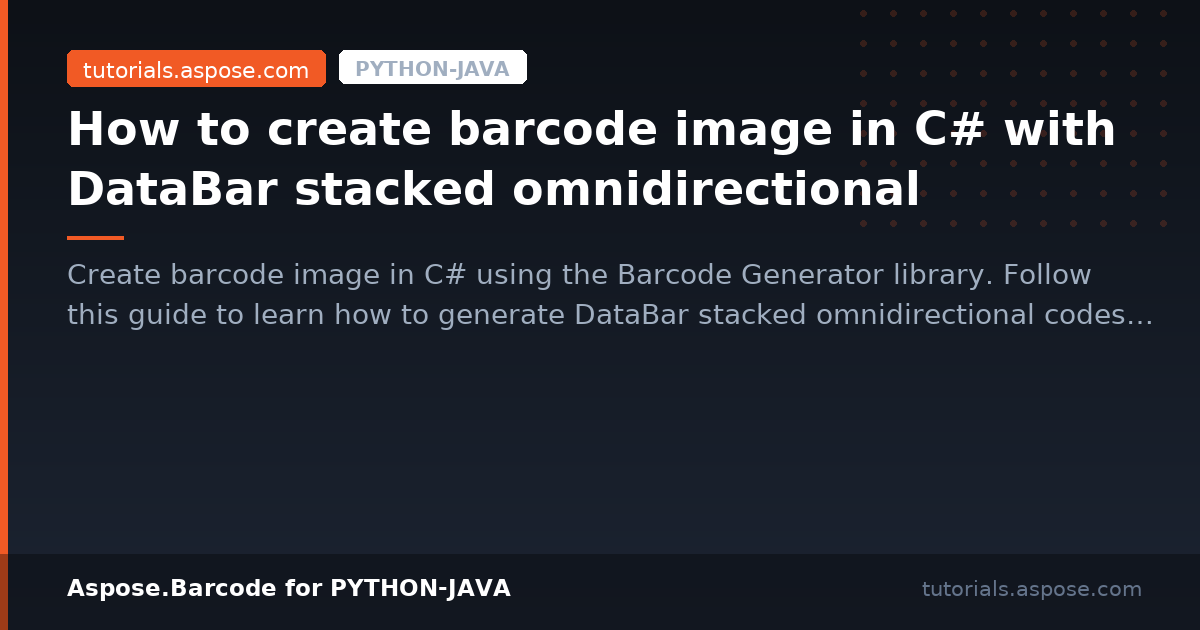 tutorials.aspose.com PYTHON-JAVA
How to create barcode image in C# with
DataBar stacked omnidirectional
Create barcode image in C# using the Barcode Generator library. Follow
this guide to learn how to generate DataBar stacked omnidirectional codes...
Aspose.Barcode for PYTHON-JAVA
tutorials.aspose.com